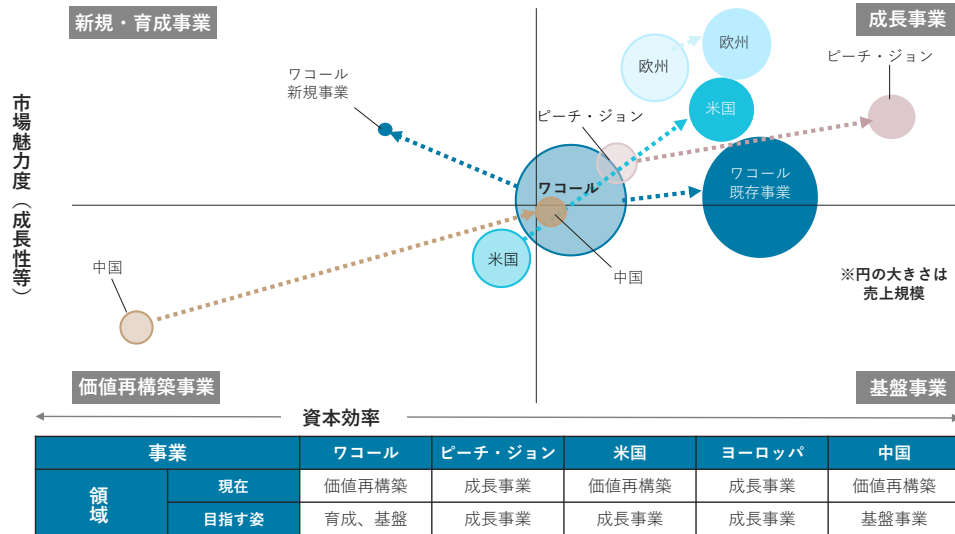 新規・育成事業
成長事業
欧州
欧州
ピーチ・ジョン
ワコール
新規事業
米国
ピーチ・ジョン
市場魅力度（成長性等）
ワコール
ワコール
既存事業
中国
米国
中国
※円の大きさは
売上規模
価値再構築事業
基盤事業
資本効率
事業 ワコール ピーチ・ジョン 米国 ヨーロッパ 中国
領域 現在 価値再構築 成長事業 価値再構築 成長事業 価値再構築
目指す姿 育成、基盤 成長事業 成長事業 成長事業 基盤事業